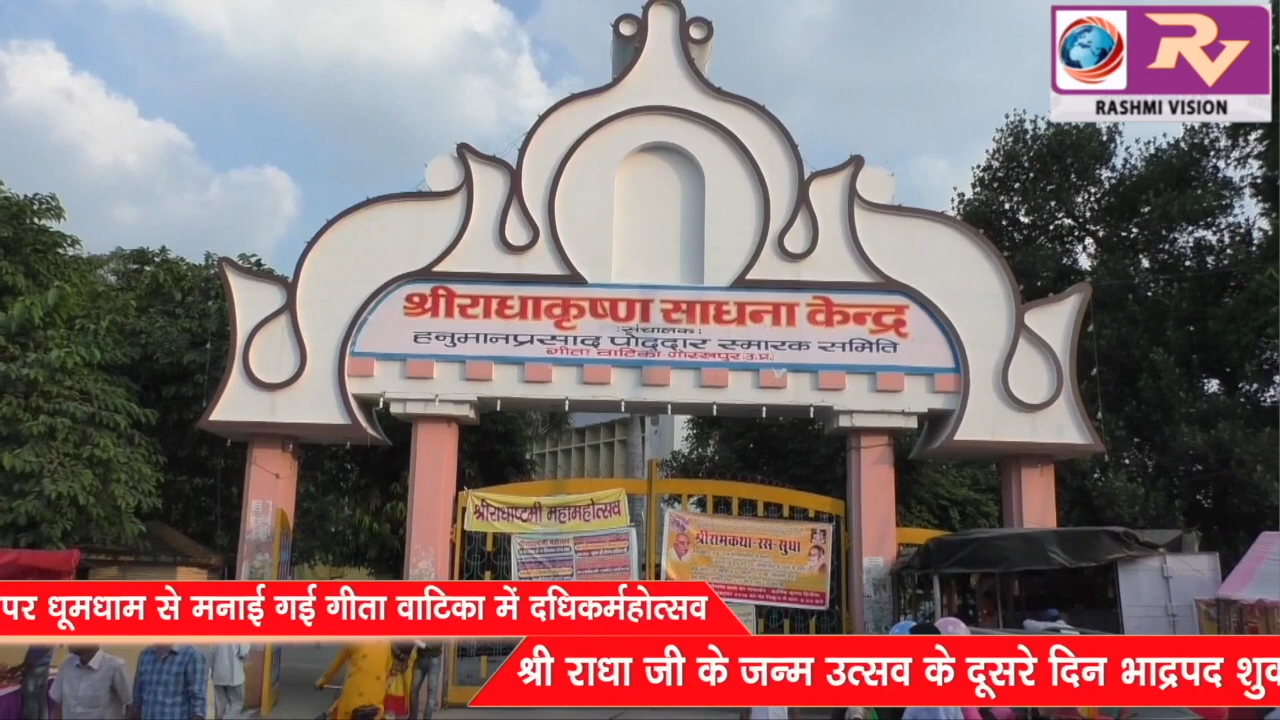 RV
RASHMI VISION
श्रीराधाकृष्ण साधना केन्द्र
:संचालक:
हनुमानप्रसाद पोद्दार स्मारक समिति
गीता वाटिका गोरखपुर (उ.प्र.)
श्रीराधाष्टमी महामहोत्सव
श्रीरामकथा-रस-सुधा
पर धूमधाम से मनाई गई गीता वाटिका में दधिकर्महोत्सव
श्री राधा जी के जन्म उत्सव के दूसरे दिन भाद्रपद शुक